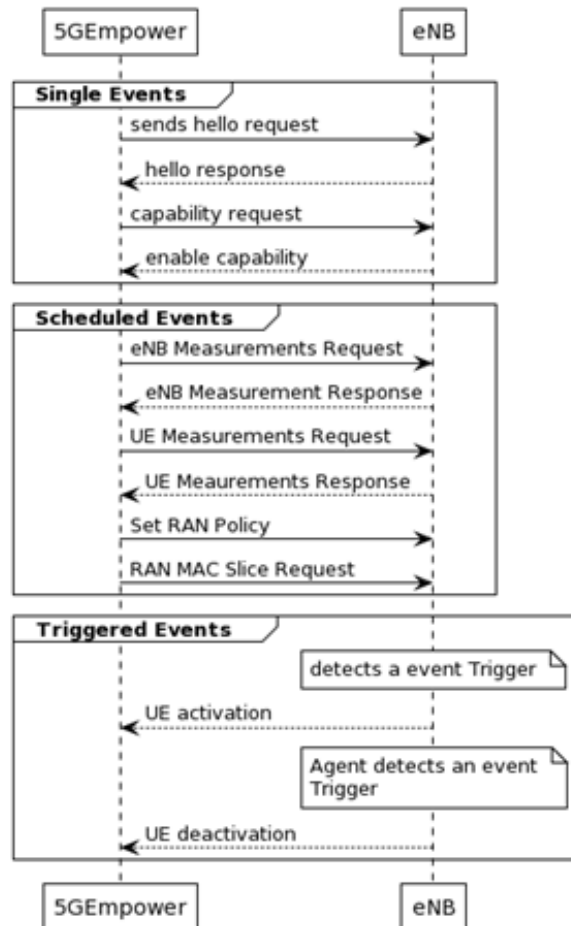 5GEmpower
eNB
Single Events
sends hello request
hello response
capability request
enable capability
Scheduled Events
eNB Measurements Request
eNB Measurement Response
UE Measurements Request
UE Meaurements Response
Set RAN Policy
RAN MAC Slice Request
Triggered Events
detects a event Trigger
UE activation
Agent detects an event
Trigger
UE deactivation
5GEmpower
eNB